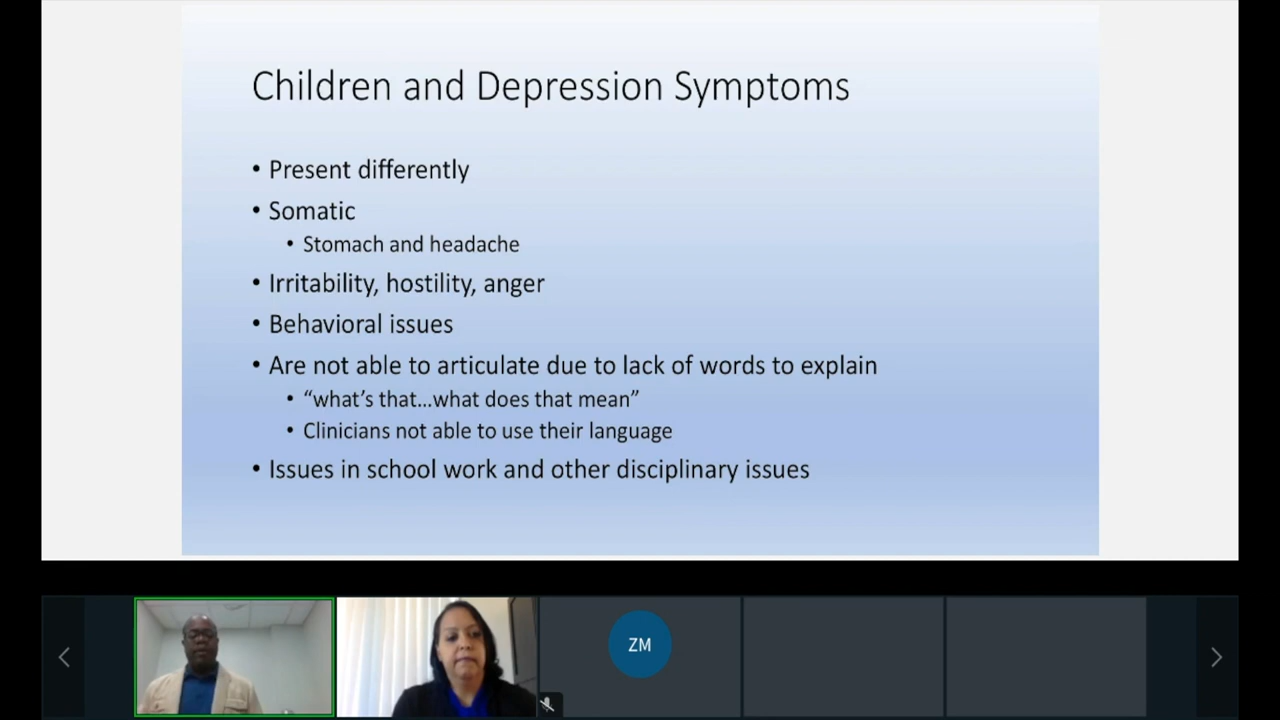 Children and Depression Symptoms
• Present differently
• Somatic
• Stomach and headache
• Irritability, hostility, anger
• Behavioral issues
• Are not able to articulate due to lack of words to explain
• “what’s that…what does that mean”
• Clinicians not able to use their language
• Issues in school work and other disciplinary issues
ZM